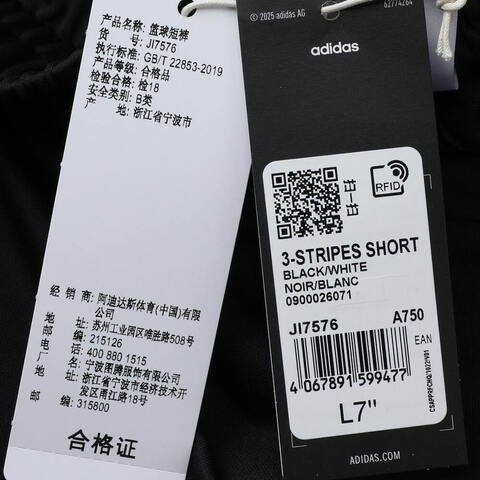 产品名称: 篮球短裤
货 号: JI7576
执行标准: GB/T 22853-2019
产品等级: 合格品
检验合格: 检18
安全类别: B类
产 地: 浙江省宁波市
经 销 商: 阿迪达斯体育(中国)有限
公司
地 址: 苏州工业园区唯胜路508号
邮 编: 215126
电 话: 400 880 1515
厂 名: 宁波图腾服饰有限公司
地 址: 浙江省宁波市经济技术开
发区甬江路18号
邮 编: 315800
合格证
© 2025 adidas AG
62774264
adidas
RFID
3-STRIPES SHORT
BLACK/WHITE
NOIR/BLANC
0900026071
JI7576 A750
EAN
4 067891 599477
L7"
ADIDAS.COM